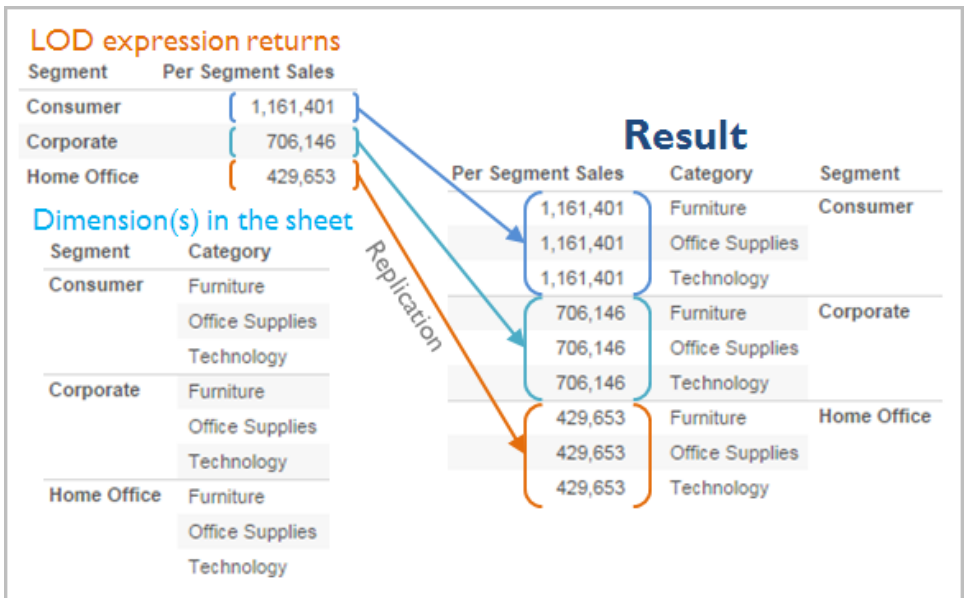 LOD expression returns
Segment Per Segment Sales
Consumer 1,161,401
Corporate 706,146
Home Office 429,653
Dimension(s) in the sheet
Segment Category
Consumer Furniture
Office Supplies
Technology
Corporate Furniture
Office Supplies
Technology
Home Office Furniture
Office Supplies
Technology
Replication
Result
Per Segment Sales Category Segment
1,161,401 Furniture Consumer
1,161,401 Office Supplies
1,161,401 Technology
706,146 Furniture Corporate
706,146 Office Supplies
706,146 Technology
429,653 Furniture Home Office
429,653 Office Supplies
429,653 Technology